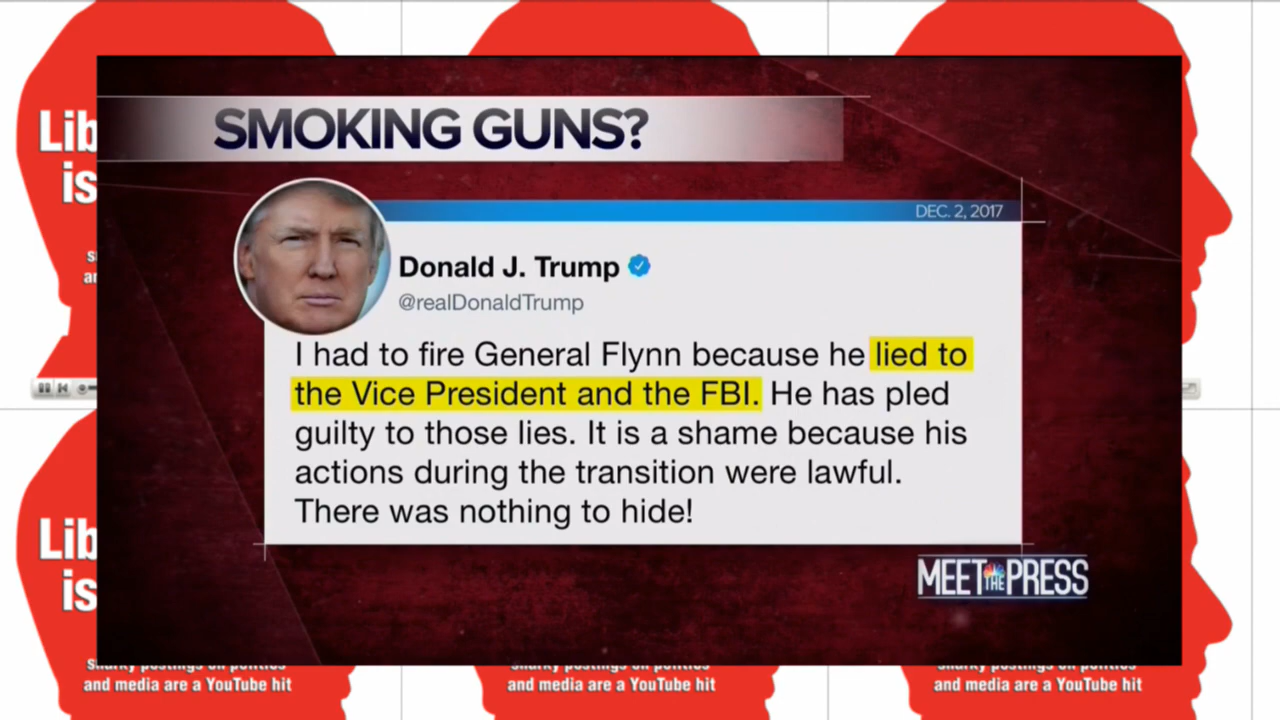 SMOKING GUNS?
DEC. 2, 2017
Donald J. Trump
@realDonaldTrump
I had to fire General Flynn because he lied to
the Vice President and the FBI. He has pled
guilty to those lies. It is a shame because his
actions during the transition were lawful.
There was nothing to hide!
MEET THE PRESS
Lib
is
Lib
is
and media are a YouTube hit
and media are a YouTube hit
and media are a YouTube hit